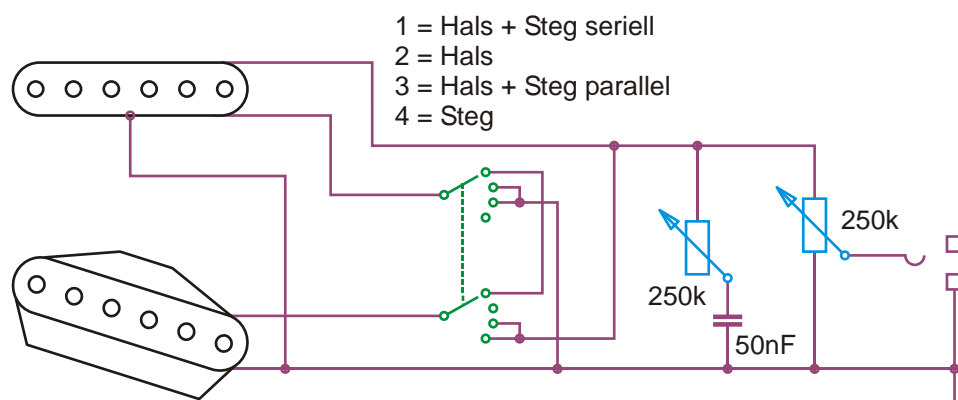 1 = Hals + Steg seriell
2 = Hals
3 = Hals + Steg parallel
4 = Steg
250k
250k
50nF